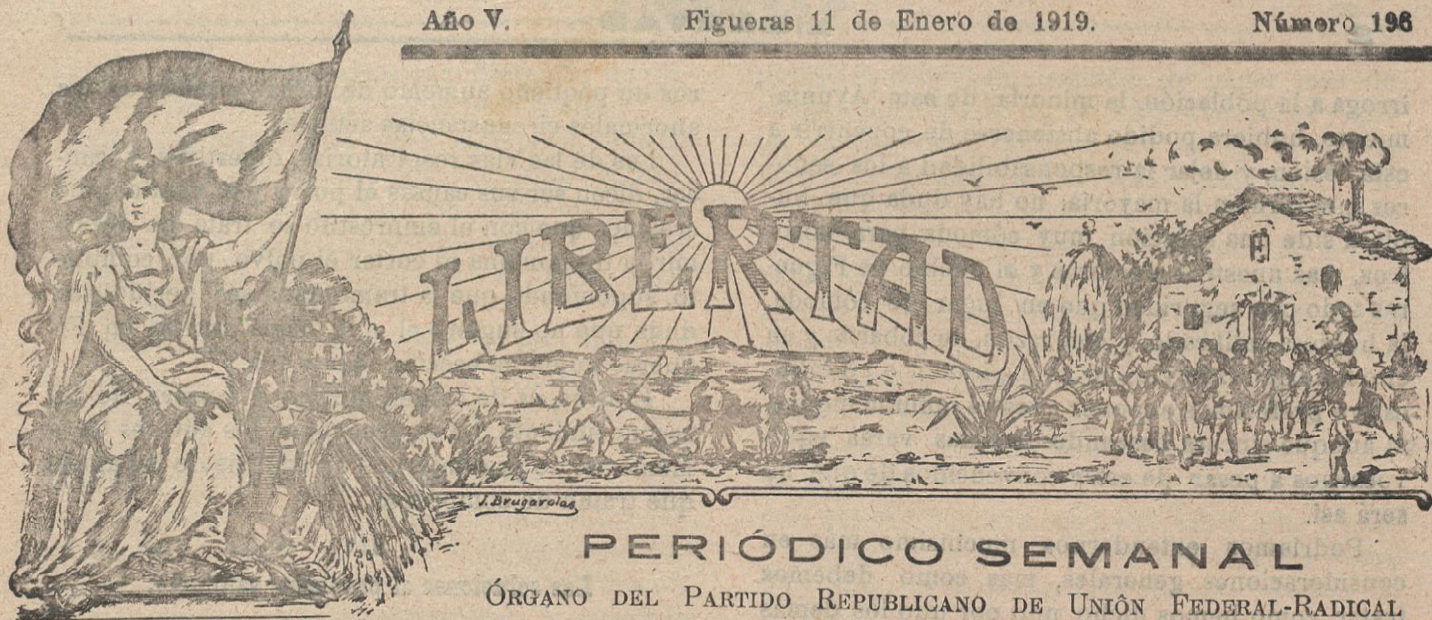 Año V.
Figueras 11 de Enero de 1919.
Número 196
LIBERTAD
J. Brugarolas
PERIÓDICO SEMANAL
ÓRGANO DEL PARTIDO REPUBLICANO DE UNIÓN FEDERAL-RADICAL